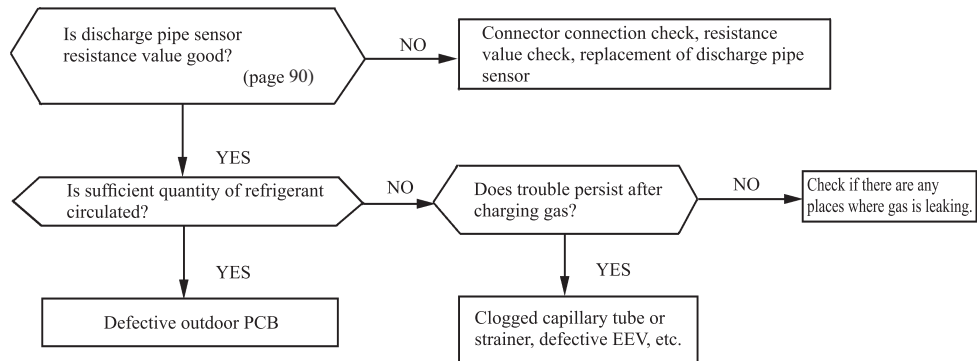 Is discharge pipe sensor
resistance value good?
(page 90)
NO
Connector connection check, resistance
value check, replacement of discharge pipe
sensor
YES
Is sufficient quantity of refrigerant
circulated?
NO
Does trouble persist after
charging gas?
NO
Check if there are any
places where gas is leaking.
YES
YES
Defective outdoor PCB
Clogged capillary tube or
strainer, defective EEV, etc.